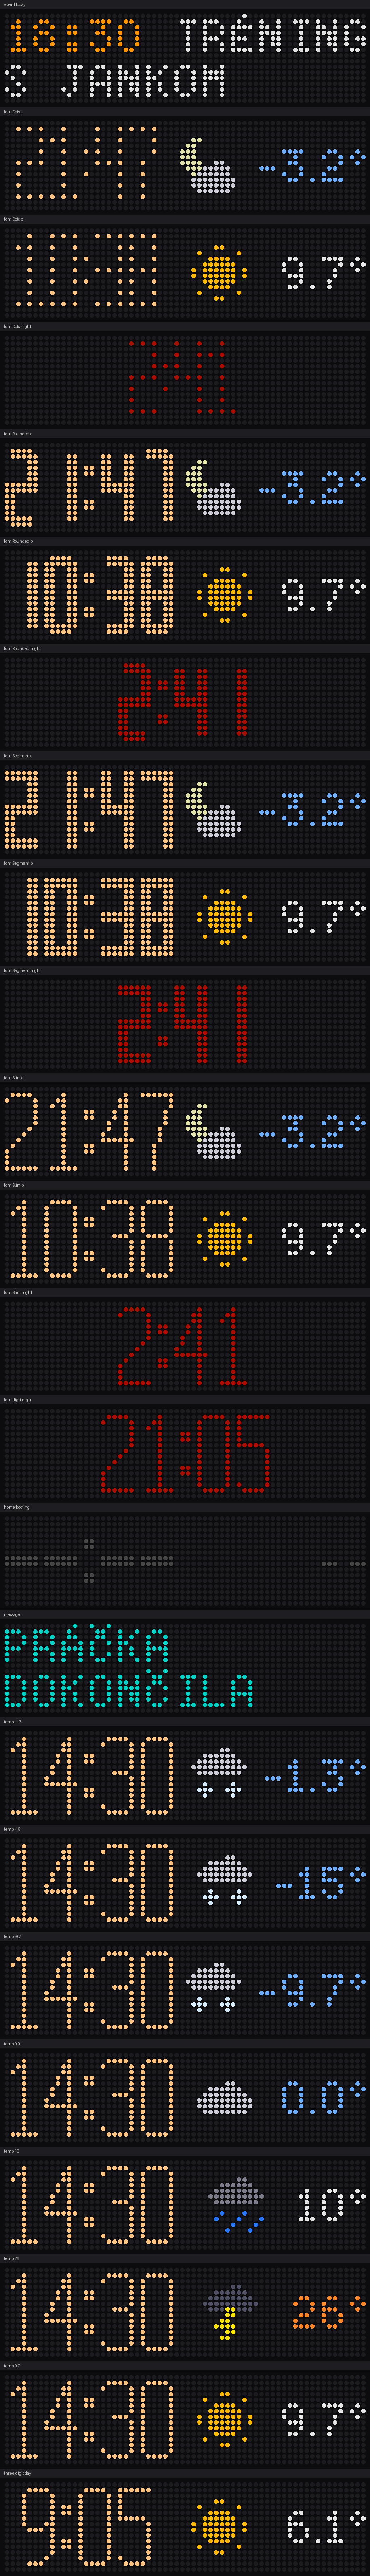 event today
18:30 TRÉNING
S JANKOM
font Dots a
21:47 -3.2°
font Dots b
10:38 9.7°
font Dots night
2:41
font Rounded a
21:47 -3.2°
font Rounded b
10:38 9.7°
font Rounded night
2:41
font Segment a
21:47 -3.2°
font Segment b
10:38 9.7°
font Segment night
2:41
font Slim a
21:47 -3.2°
font Slim b
10:38 9.7°
font Slim night
2:41
four digit night
21:05
home booting
--:-- --
message
PRÁČKA
DOKONČILA
temp -1.3
14:30 -1.3°
temp -15
14:30 -15°
temp -9.7
14:30 -9.7°
temp 0.0
14:30 0.0°
temp 10
14:30 10°
temp 26
14:30 26°
temp 9.7
14:30 9.7°
three digit day
9:05 6.1°